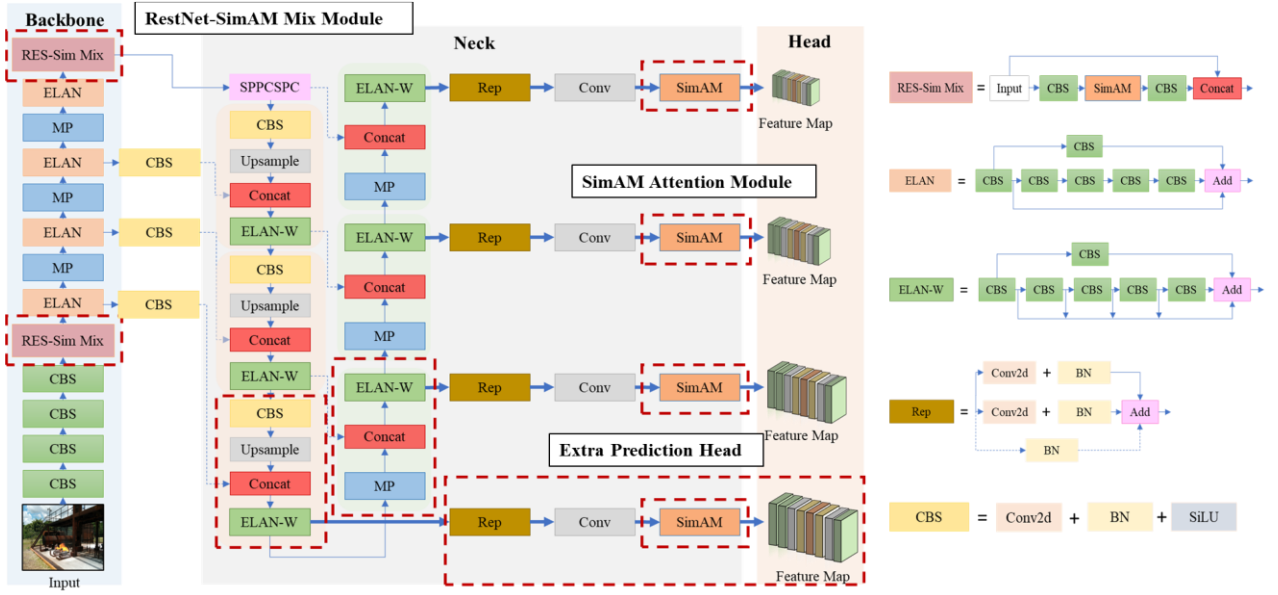 Backbone
RES-Sim Mix
ELAN
MP
ELAN
MP
ELAN
MP
ELAN
RES-Sim Mix
CBS
CBS
CBS
CBS
Input
CBS
CBS
CBS
RestNet-SimAM Mix Module
Neck
SPPCSPC
CBS
Upsample
Concat
ELAN-W
CBS
Upsample
Concat
ELAN-W
CBS
Upsample
Concat
ELAN-W
ELAN-W
Concat
MP
ELAN-W
Concat
MP
ELAN-W
Concat
MP
Rep
Conv
SimAM
SimAM Attention Module
Rep
Conv
SimAM
Rep
Conv
SimAM
Extra Prediction Head
Rep
Conv
SimAM
Head
Feature Map
Feature Map
Feature Map
Feature Map
RES-Sim Mix = Input CBS SimAM CBS Concat
CBS
ELAN = CBS CBS CBS CBS CBS Add
CBS
ELAN-W = CBS CBS CBS CBS CBS Add
Conv2d + BN
Rep = Conv2d + BN Add
BN
CBS = Conv2d + BN + SiLU